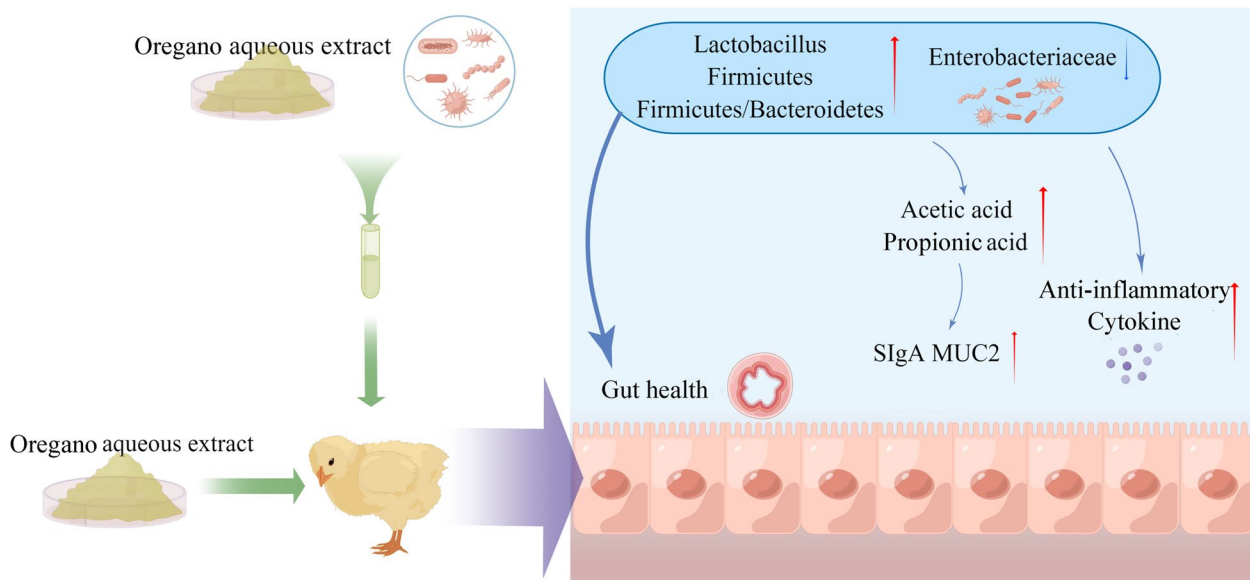 Oregano aqueous extract
Lactobacillus
Firmicutes
Firmicutes/Bacteroidetes
Enterobacteriaceae
Acetic acid
Propionic acid
Anti-inflammatory
Cytokine
SIgA MUC2
Gut health
Oregano aqueous extract